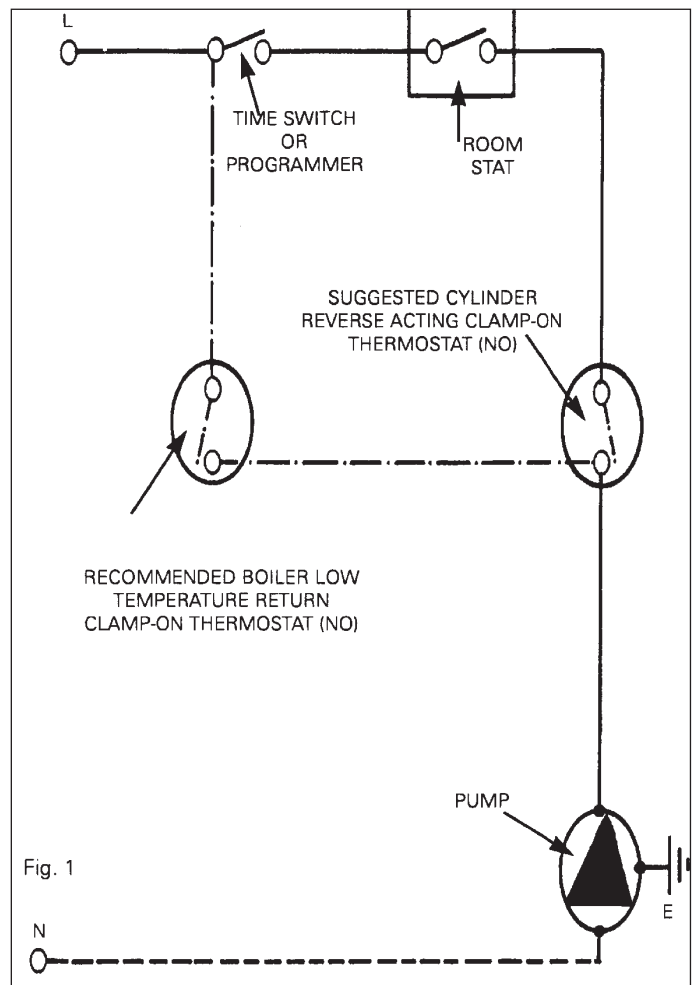 L
TIME SWITCH
OR
PROGRAMMER
ROOM
STAT
SUGGESTED CYLINDER
REVERSE ACTING CLAMP-ON
THERMOSTAT (NO)
RECOMMENDED BOILER LOW
TEMPERATURE RETURN
CLAMP-ON THERMOSTAT (NO)
PUMP
Fig. 1
E
N